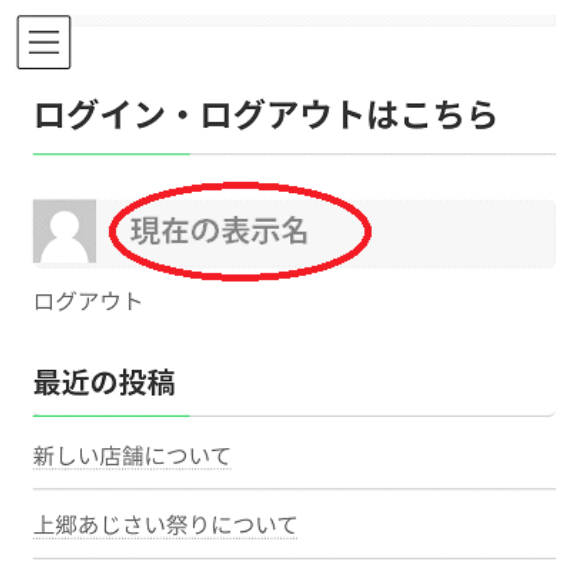 ログイン・ログアウトはこちら
現在の表示名
ログアウト
最近の投稿
新しい店舗について
上郷あじさい祭りについて